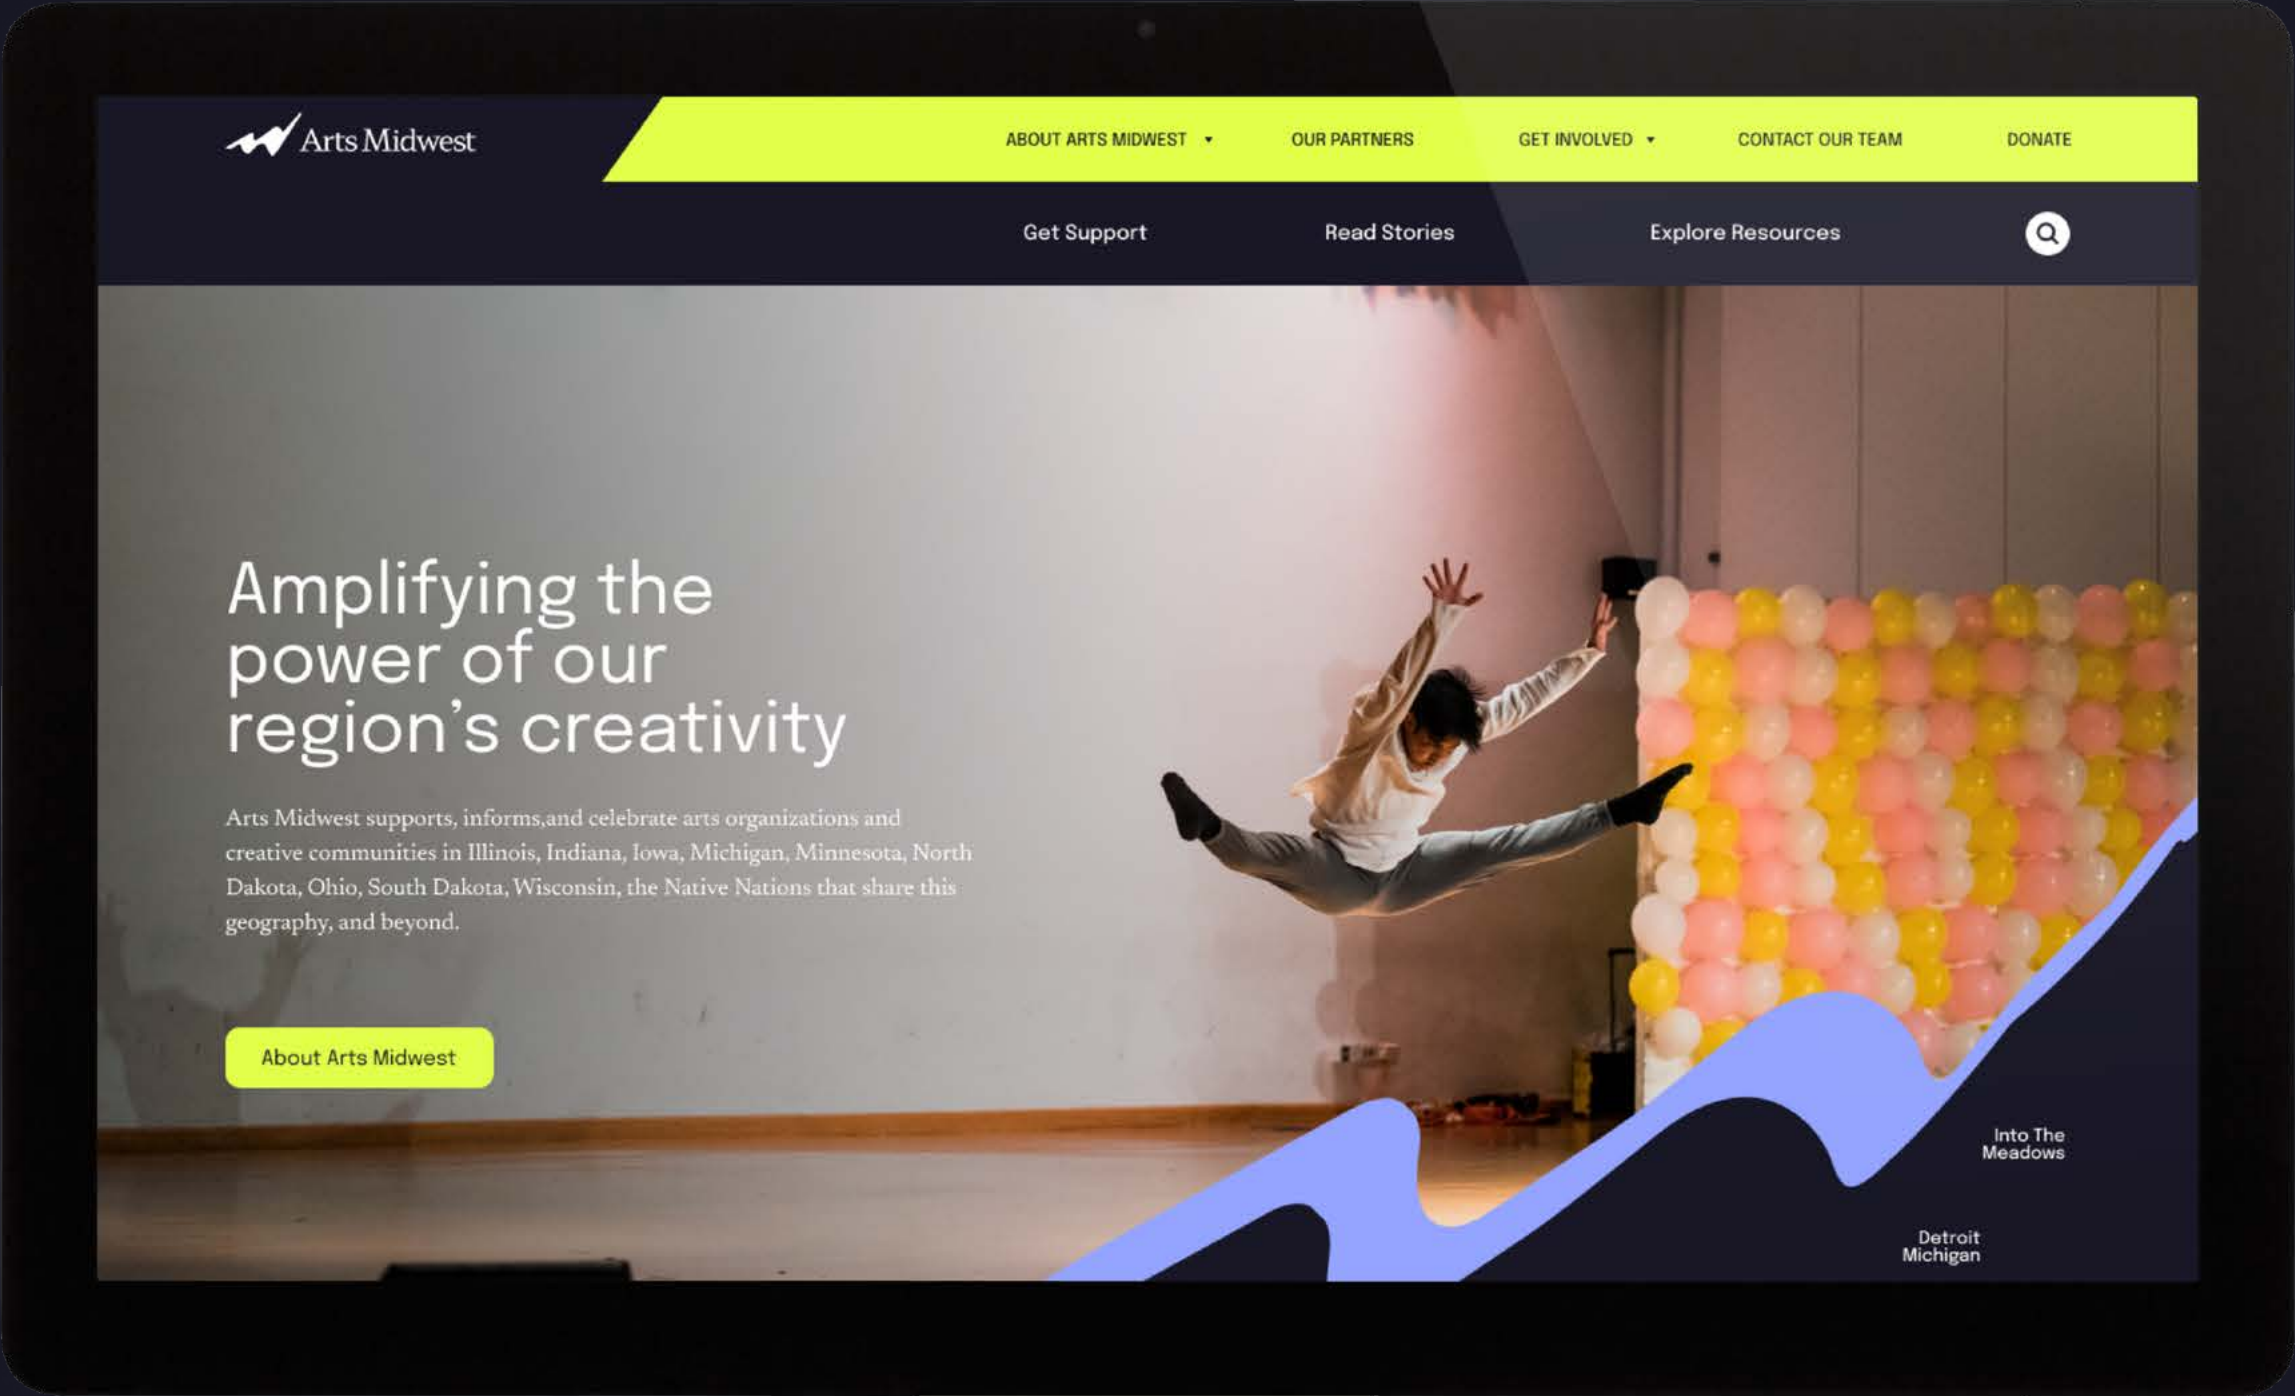 Arts Midwest
ABOUT ARTS MIDWEST
OUR PARTNERS
GET INVOLVED
CONTACT OUR TEAM
DONATE
Get Support
Read Stories
Explore Resources
Amplifying the
power of our
region’s creativity
Arts Midwest supports, informs,and celebrate arts organizations and
creative communities in Illinois, Indiana, Iowa, Michigan, Minnesota, North
Dakota, Ohio, South Dakota, Wisconsin, the Native Nations that share this
geography, and beyond.
About Arts Midwest
Into The
Meadows
Detroit
Michigan